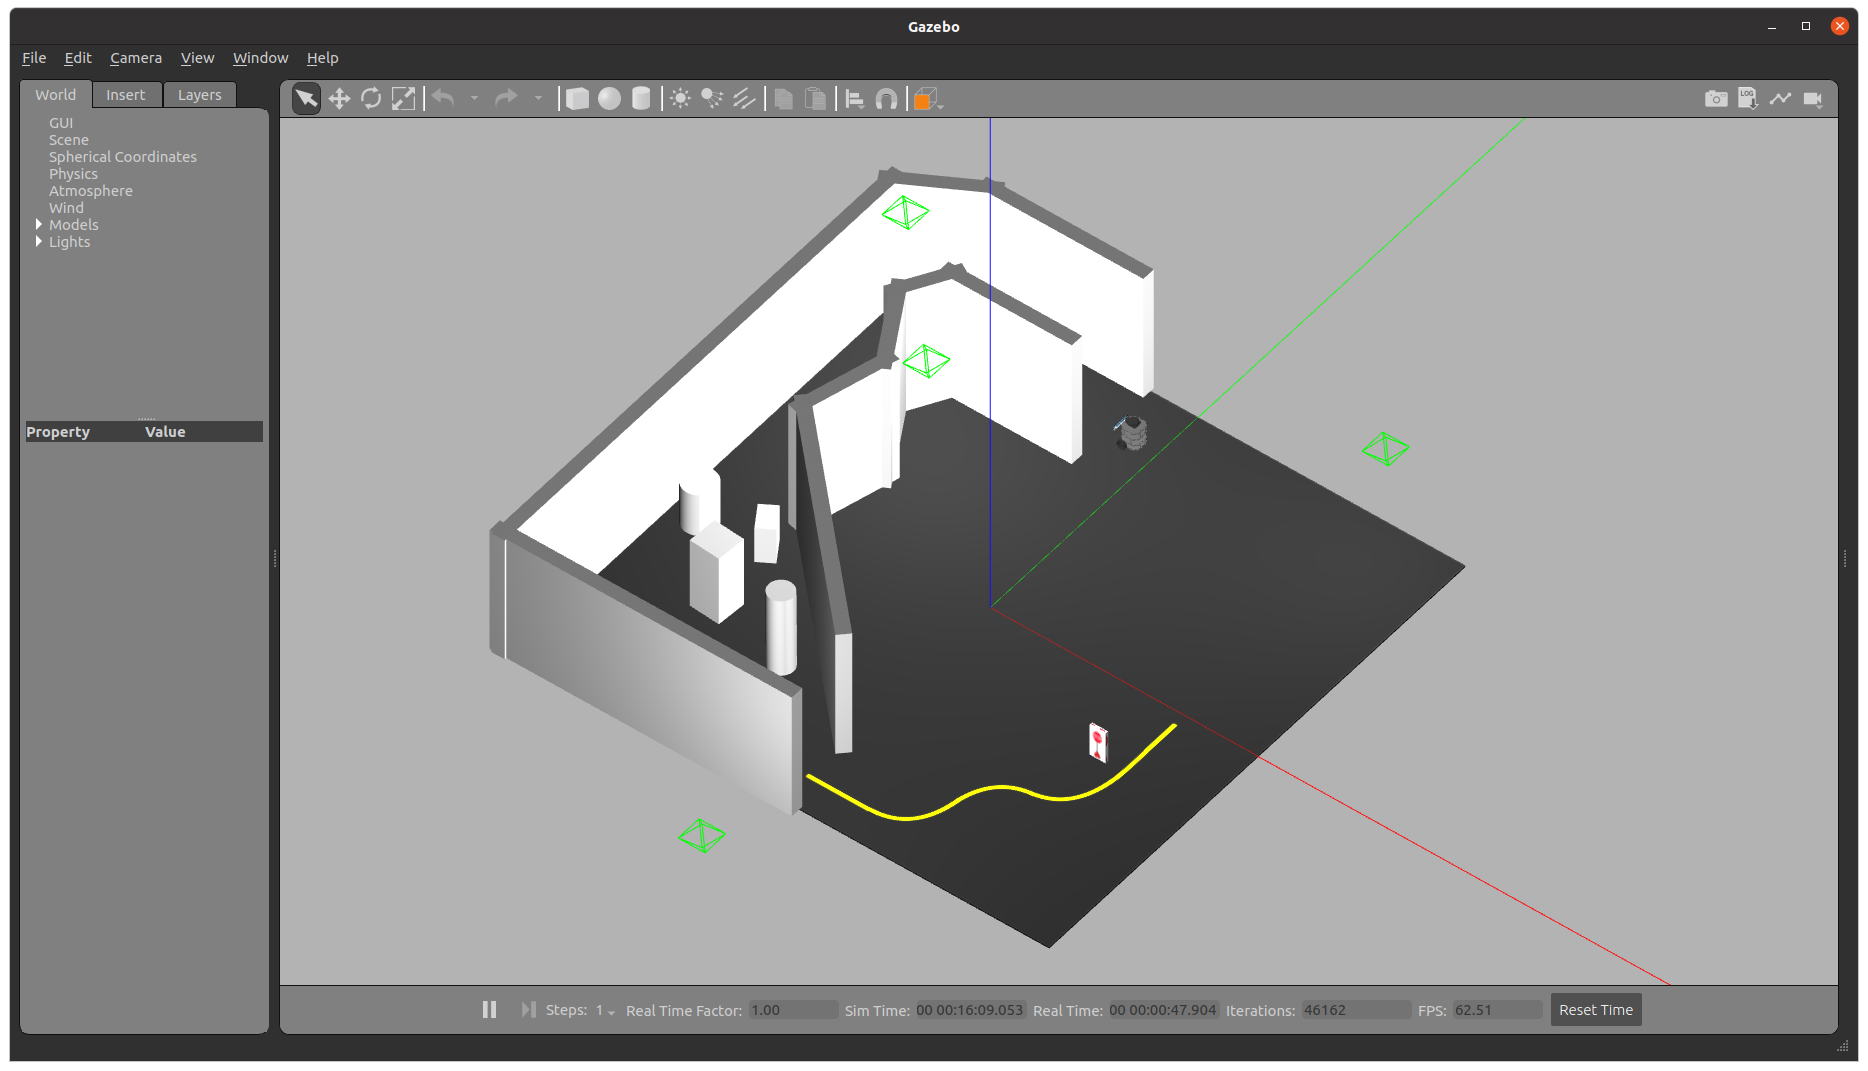 Gazebo
File Edit Camera View Window Help
World Insert Layers
LOG
GUI
Scene
Spherical Coordinates
Physics
Atmosphere
Wind
Models
Lights
Property Value
Steps: 1 Real Time Factor: 1.00 Sim Time: 00 00:16:09.053 Real Time: 00 00:00:47.904 Iterations: 46162 FPS: 62.51 Reset Time